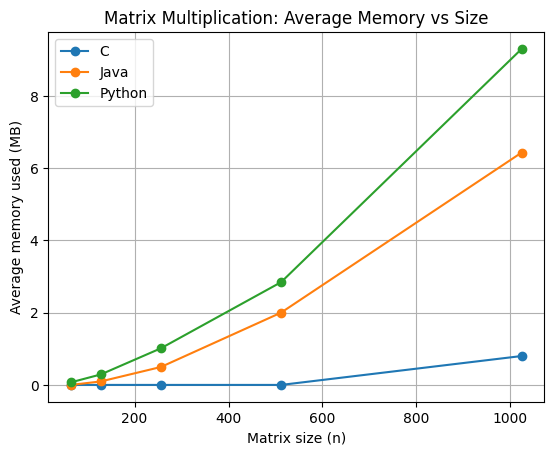 Matrix Multiplication: Average Memory vs Size
C
Java
Python
Average memory used (MB)
8
6
4
2
0
200
400
600
800
1000
Matrix size (n)